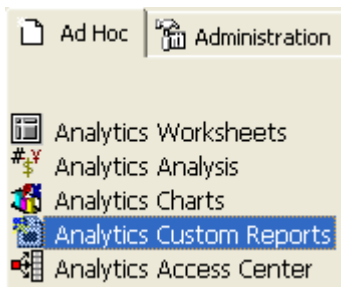 Ad Hoc Administration
Analytics Worksheets
Analytics Analysis
Analytics Charts
Analytics Custom Reports
Analytics Access Center